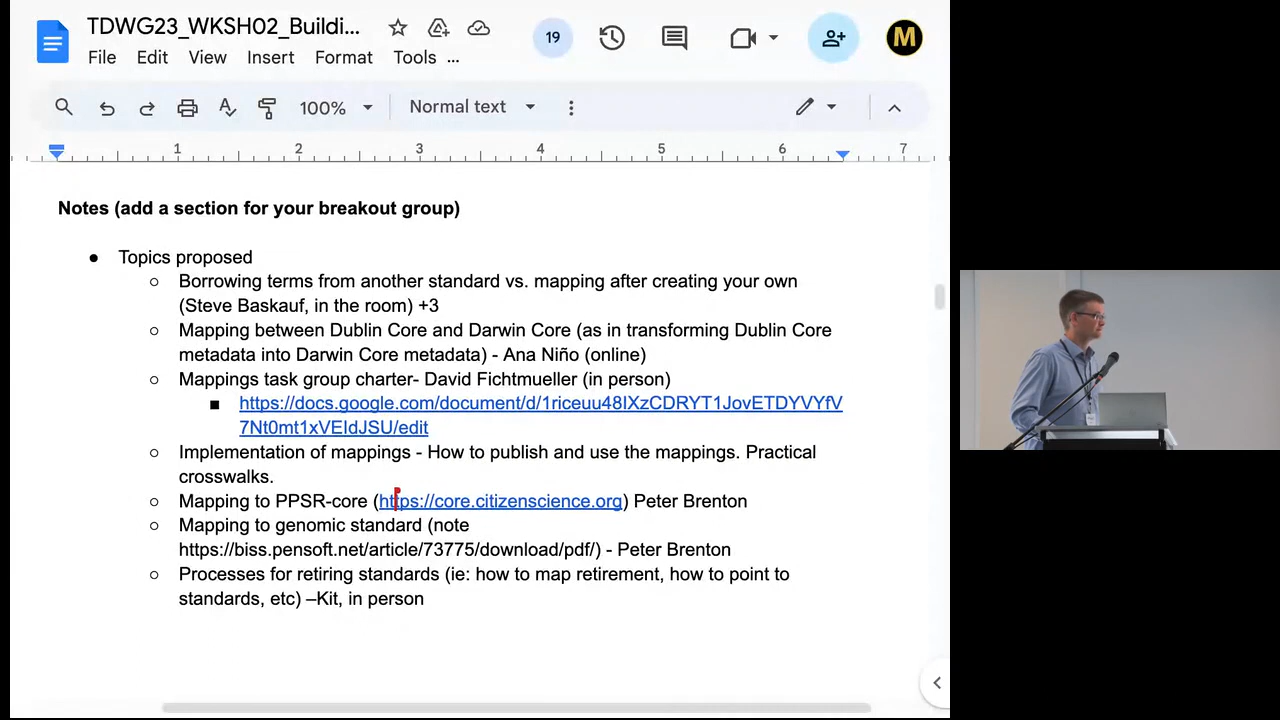 TDWG23_WKSH02_Buildi...
19
M
File Edit View Insert Format Tools ...
100% Normal text
1 2 3 4 5 6 7
Notes (add a section for your breakout group)
● Topics proposed
○ Borrowing terms from another standard vs. mapping after creating your own
(Steve Baskauf, in the room) +3
○ Mapping between Dublin Core and Darwin Core (as in transforming Dublin Core
metadata into Darwin Core metadata) - Ana Niño (online)
○ Mappings task group charter- David Fichtmueller (in person)
■ https://docs.google.com/document/d/1riceuu48IXzCDRYT1JovETDYVYfV
7Nt0mt1xVEIdJSU/edit
○ Implementation of mappings - How to publish and use the mappings. Practical
crosswalks.
○ Mapping to PPSR-core (https://core.citizenscience.org) Peter Brenton
○ Mapping to genomic standard (note
https://biss.pensoft.net/article/73775/download/pdf/) - Peter Brenton
○ Processes for retiring standards (ie: how to map retirement, how to point to
standards, etc) –Kit, in person